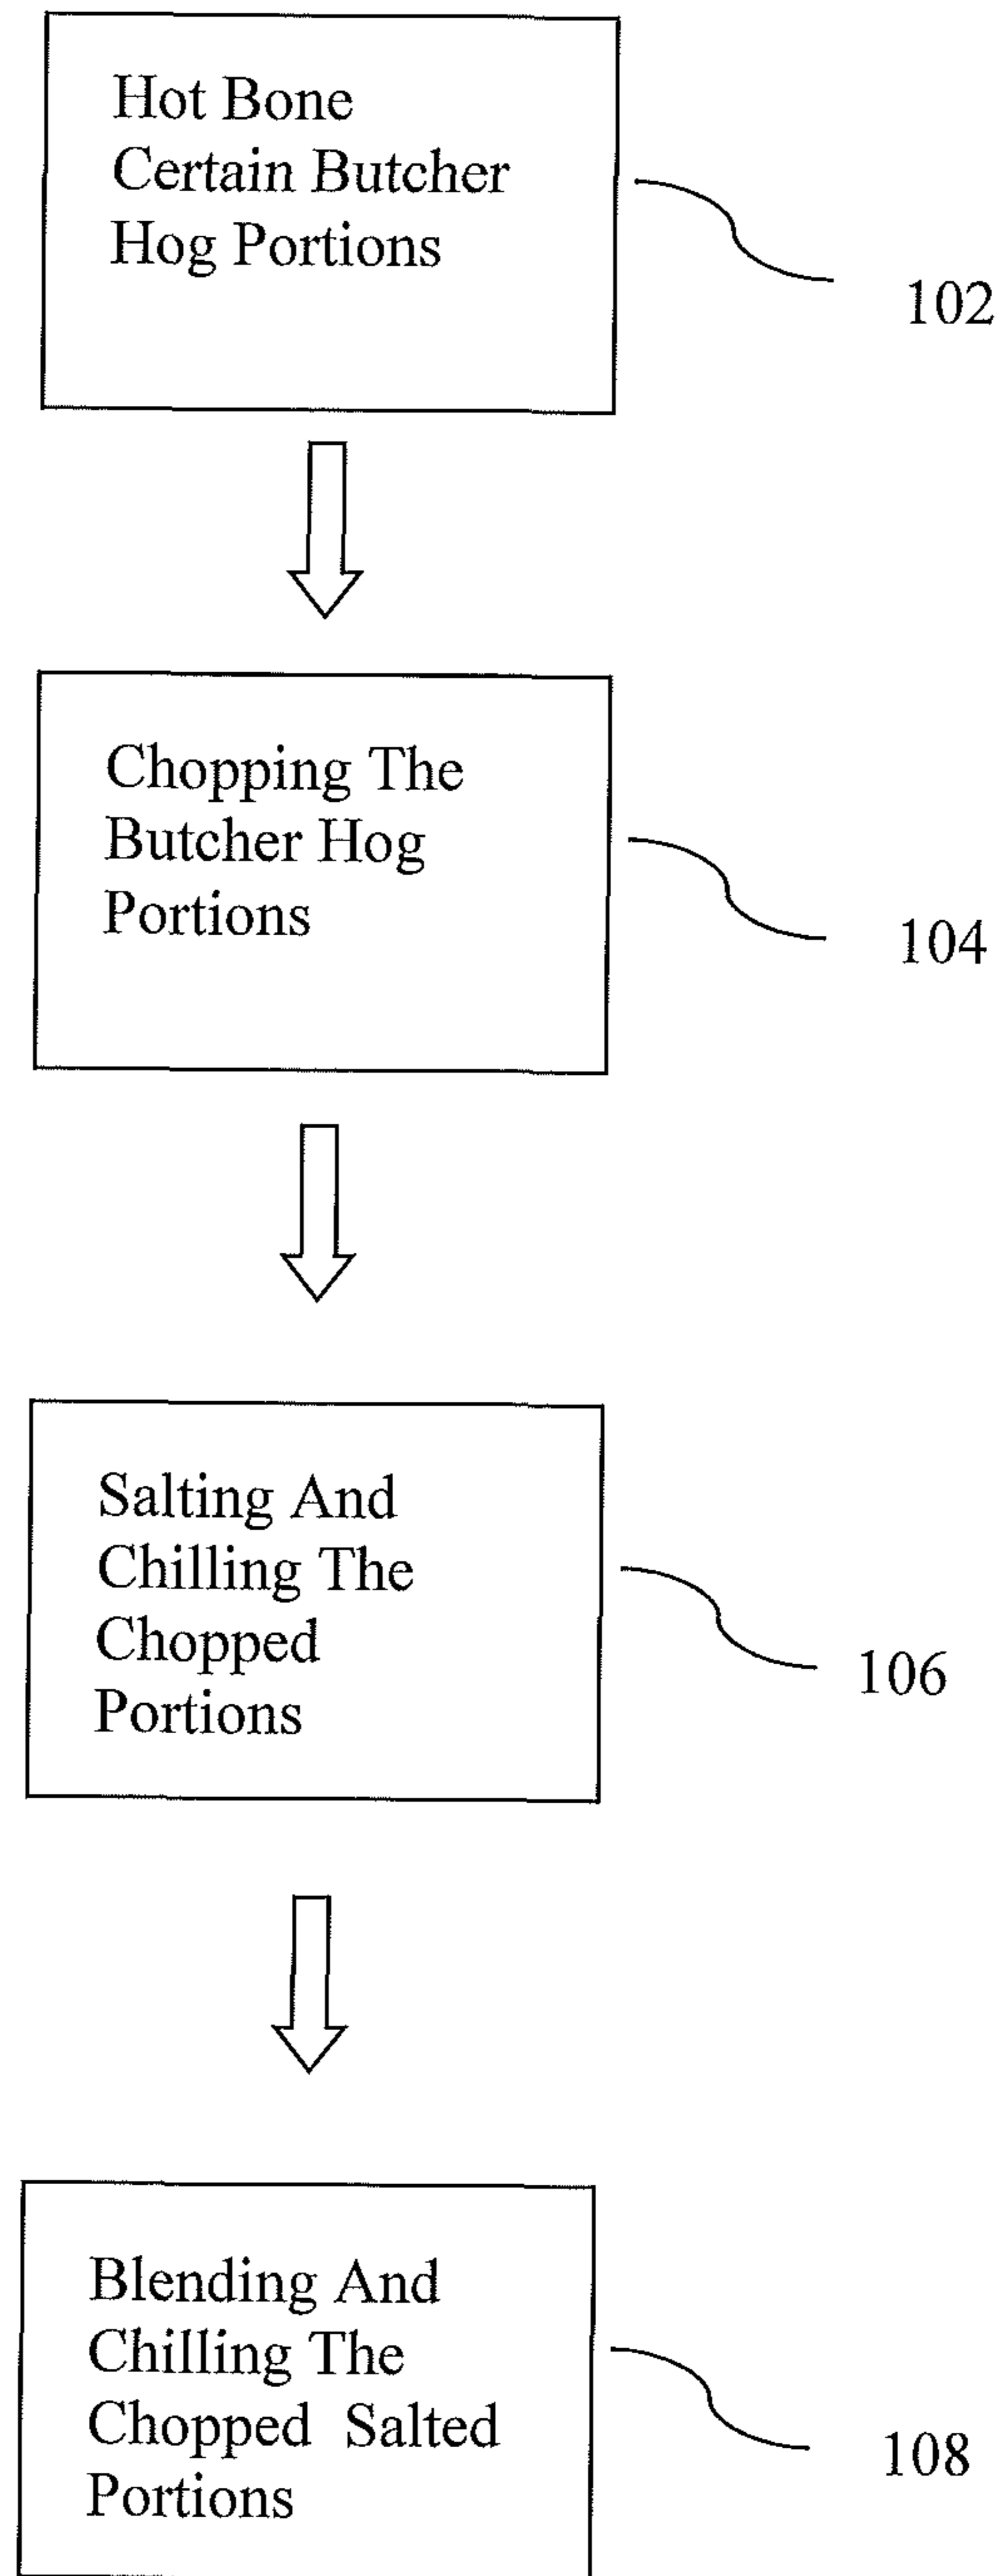 Hot Bone
Certain Butcher
Hog Portions
102
Chopping The
Butcher Hog
Portions
104
Salting And
Chilling The
Chopped
Portions
106
Blending And
Chilling The
Chopped Salted
Portions
108